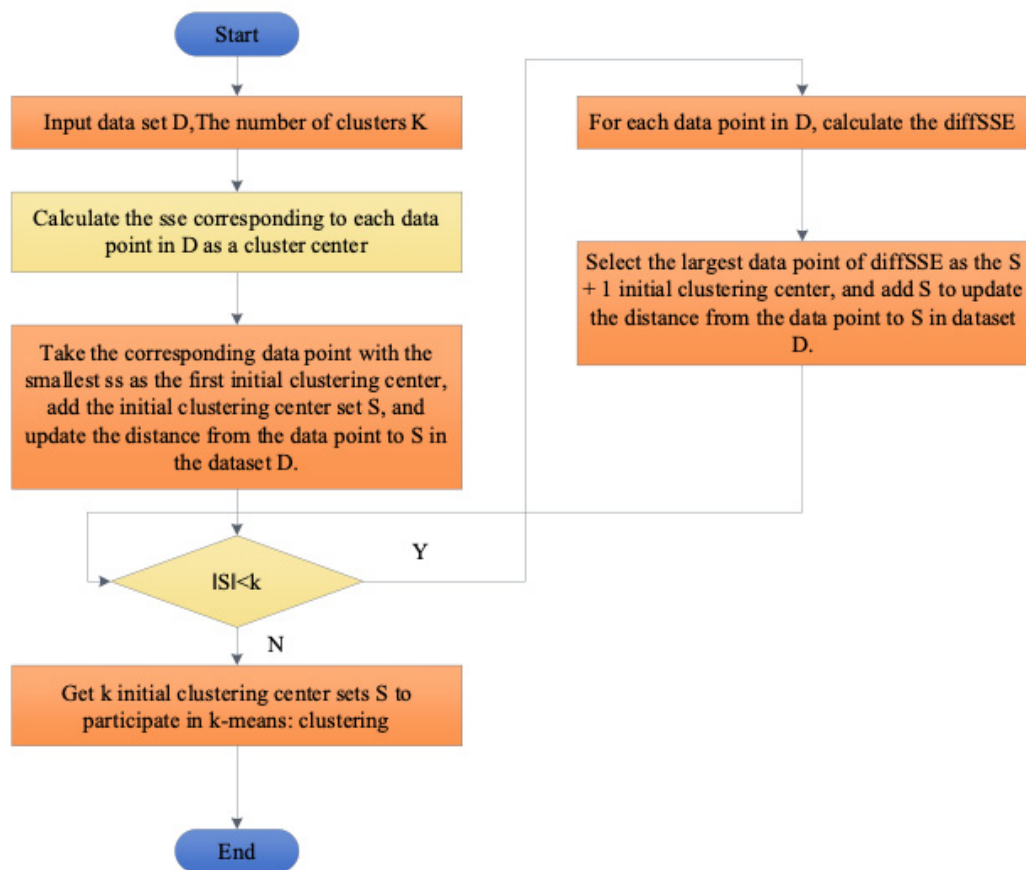 Start
Input data set D,The number of clusters K
Calculate the sse corresponding to each data
point in D as a cluster center
Take the corresponding data point with the
smallest ss as the first initial clustering center,
add the initial clustering center set S, and
update the distance from the data point to S in
the dataset D.
‖S‖<k
Y
N
Get k initial clustering center sets S to
participate in k-means: clustering
End
For each data point in D, calculate the diffSSE
Select the largest data point of diffSSE as the S
+ 1 initial clustering center, and add S to update
the distance from the data point to S in dataset
D.